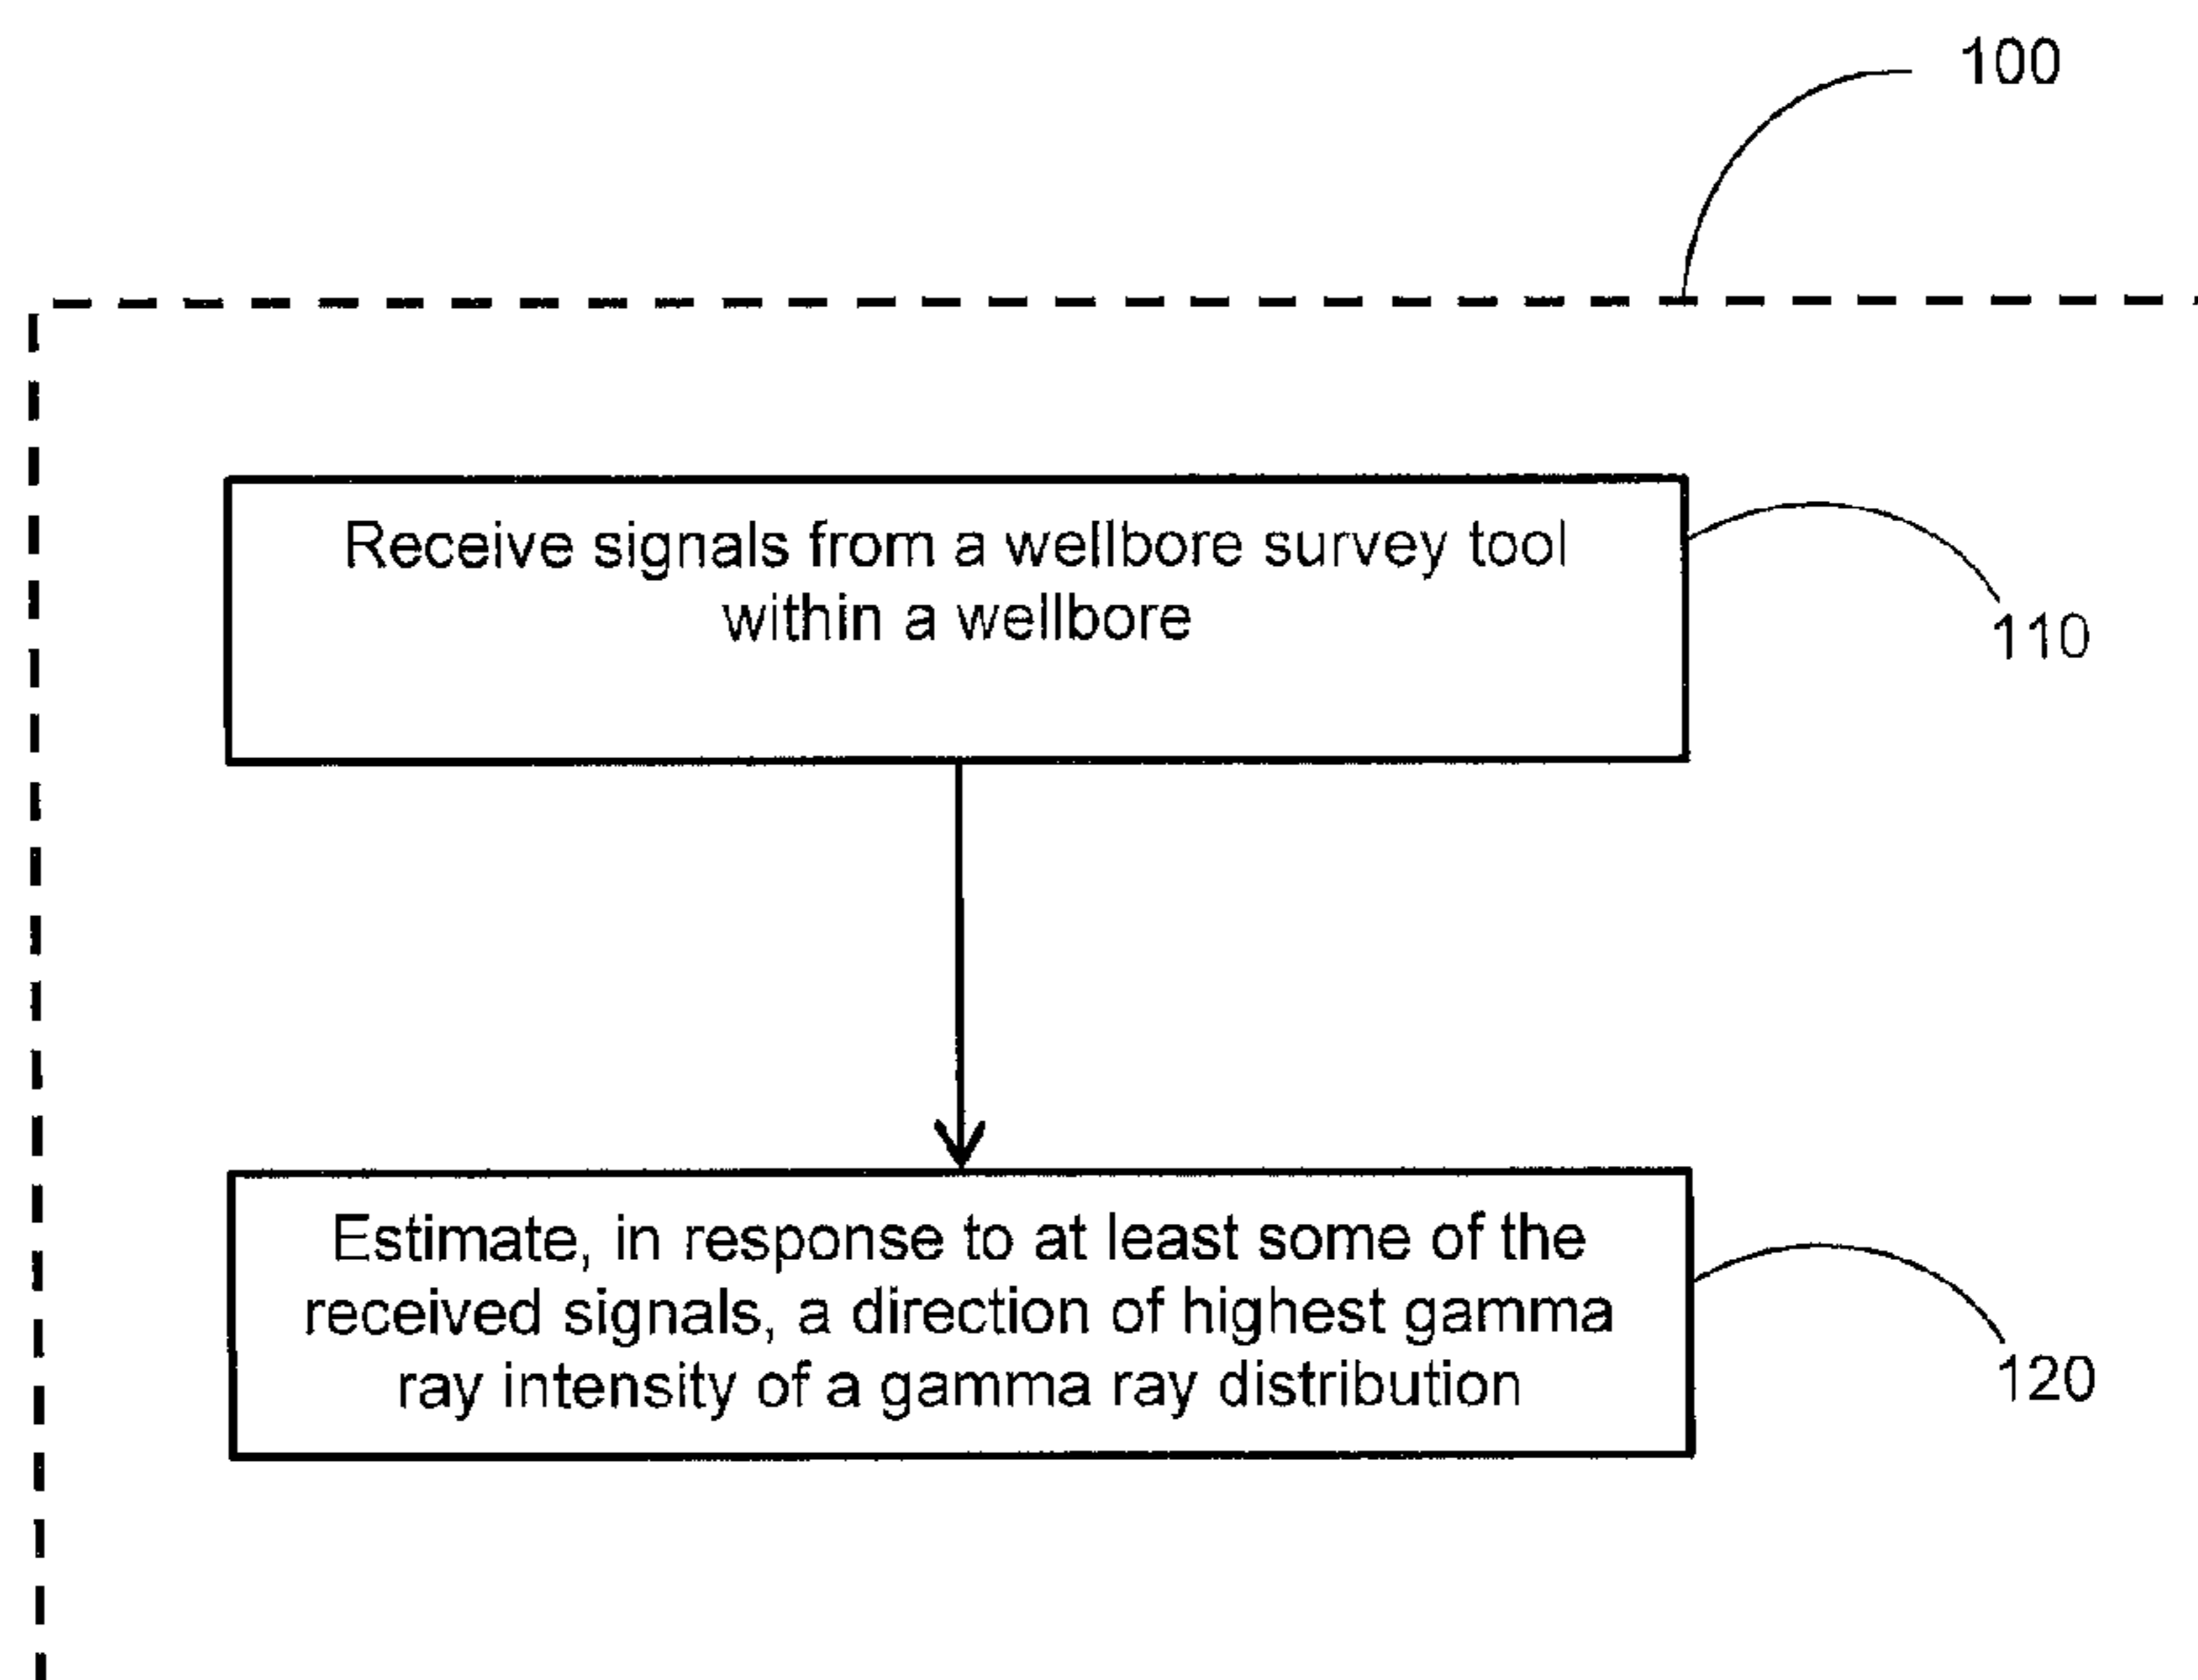 100
Receive signals from a wellbore survey tool
within a wellbore
110
Estimate, in response to at least some of the
received signals, a direction of highest gamma
ray intensity of a gamma ray distribution
120